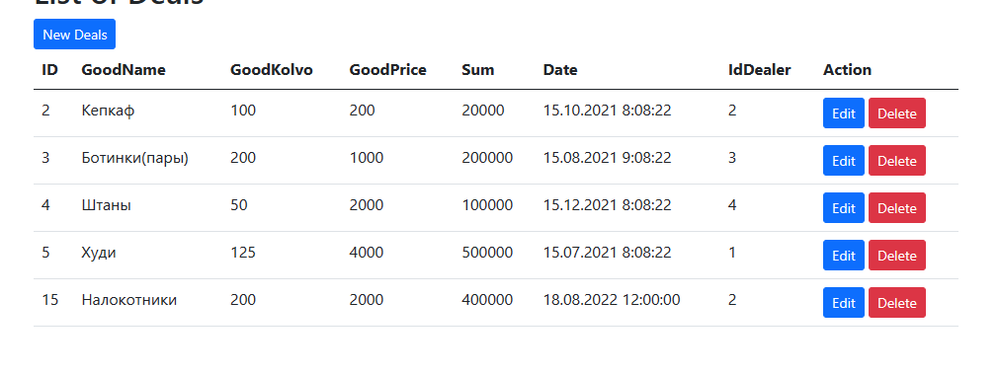 List of Deals
New Deals
ID GoodName GoodKolvo GoodPrice Sum Date IdDealer Action
2 Кепкаф 100 200 20000 15.10.2021 8:08:22 2 Edit Delete
3 Ботинки(пары) 200 1000 200000 15.08.2021 9:08:22 3 Edit Delete
4 Штаны 50 2000 100000 15.12.2021 8:08:22 4 Edit Delete
5 Худи 125 4000 500000 15.07.2021 8:08:22 1 Edit Delete
15 Налокотники 200 2000 400000 18.08.2022 12:00:00 2 Edit Delete